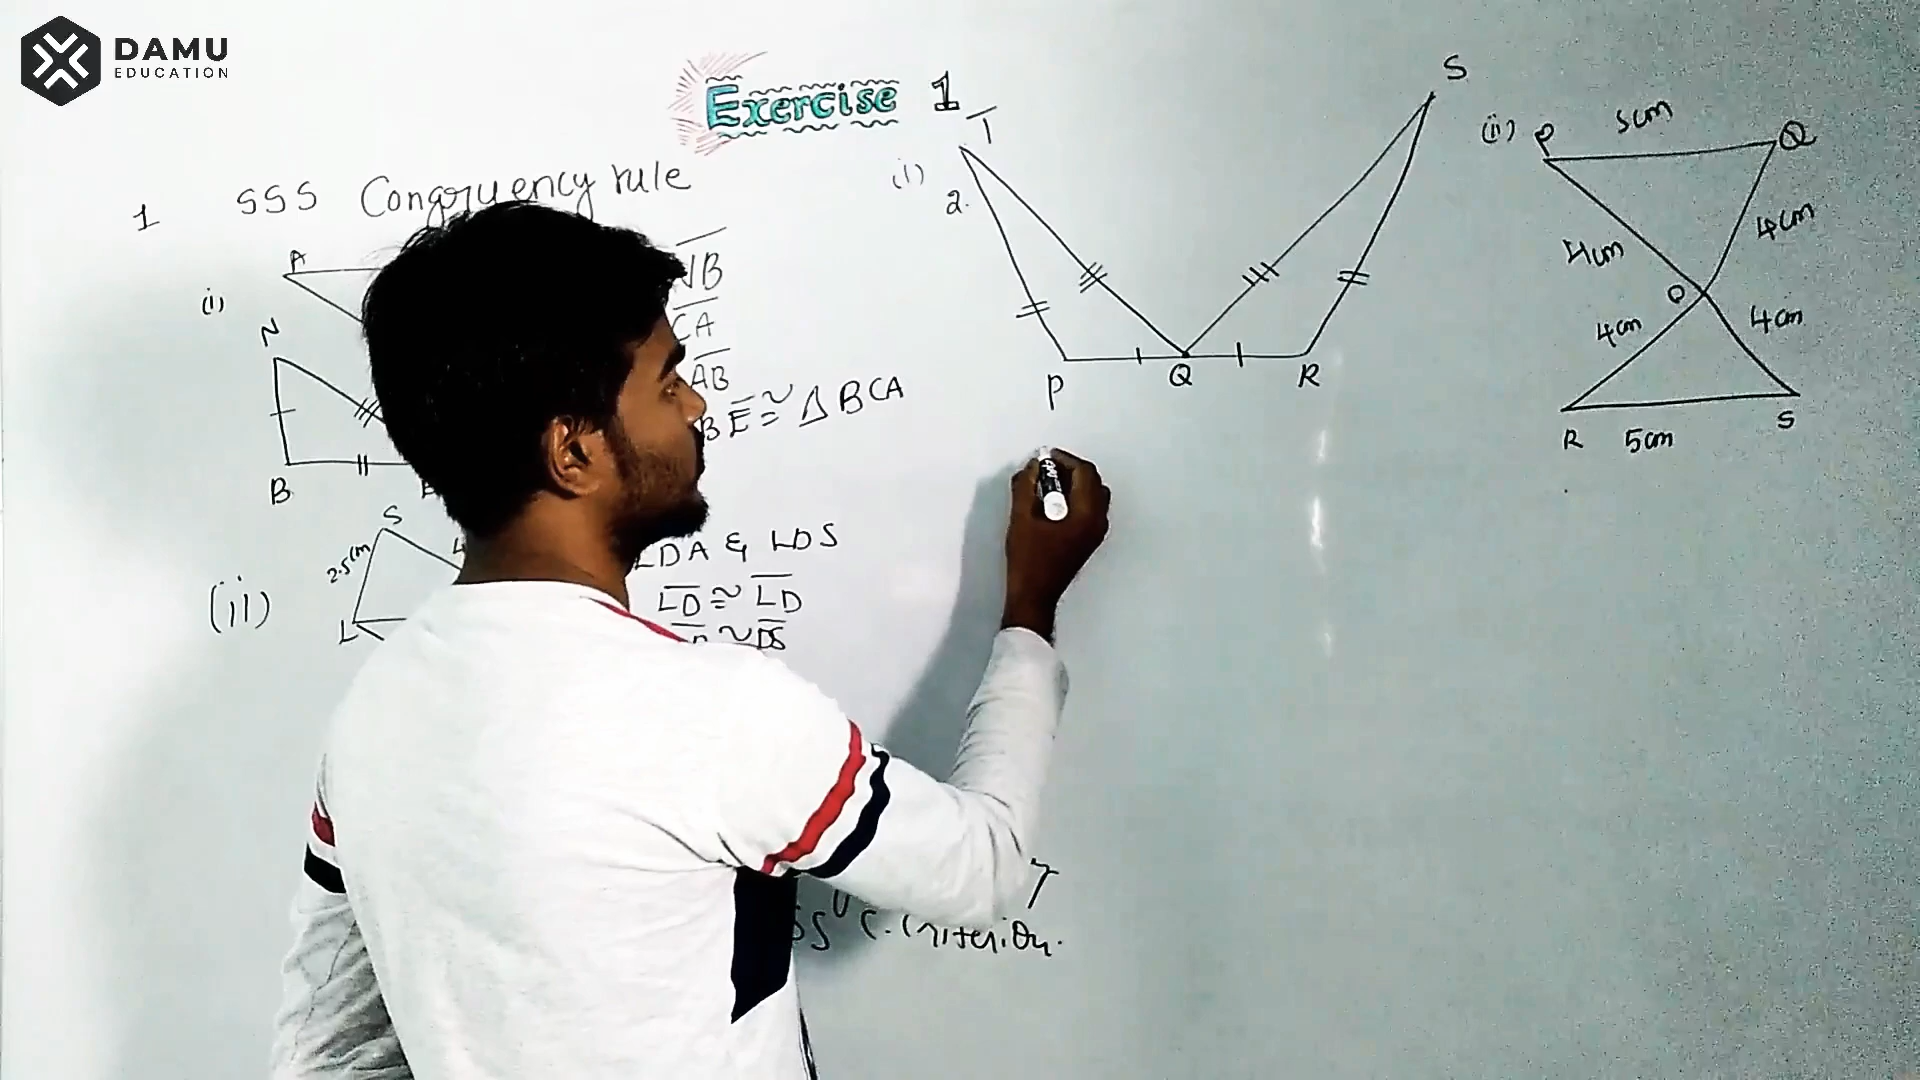 DAMU
EDUCATION
Exercise 1
1 SSS Congruency rule
(i)
A
N
B
NB
CA
AB
BE ≅ Δ BCA
(ii)
S
2.5cm
L
LDA & LDS
LD ≅ LD
≅ DS
C. Criterion.
2.
(i)
T
S
P
Q
R
(ii)
P
5cm
Q
4cm
4cm
O
4cm
4cm
R
5cm
S